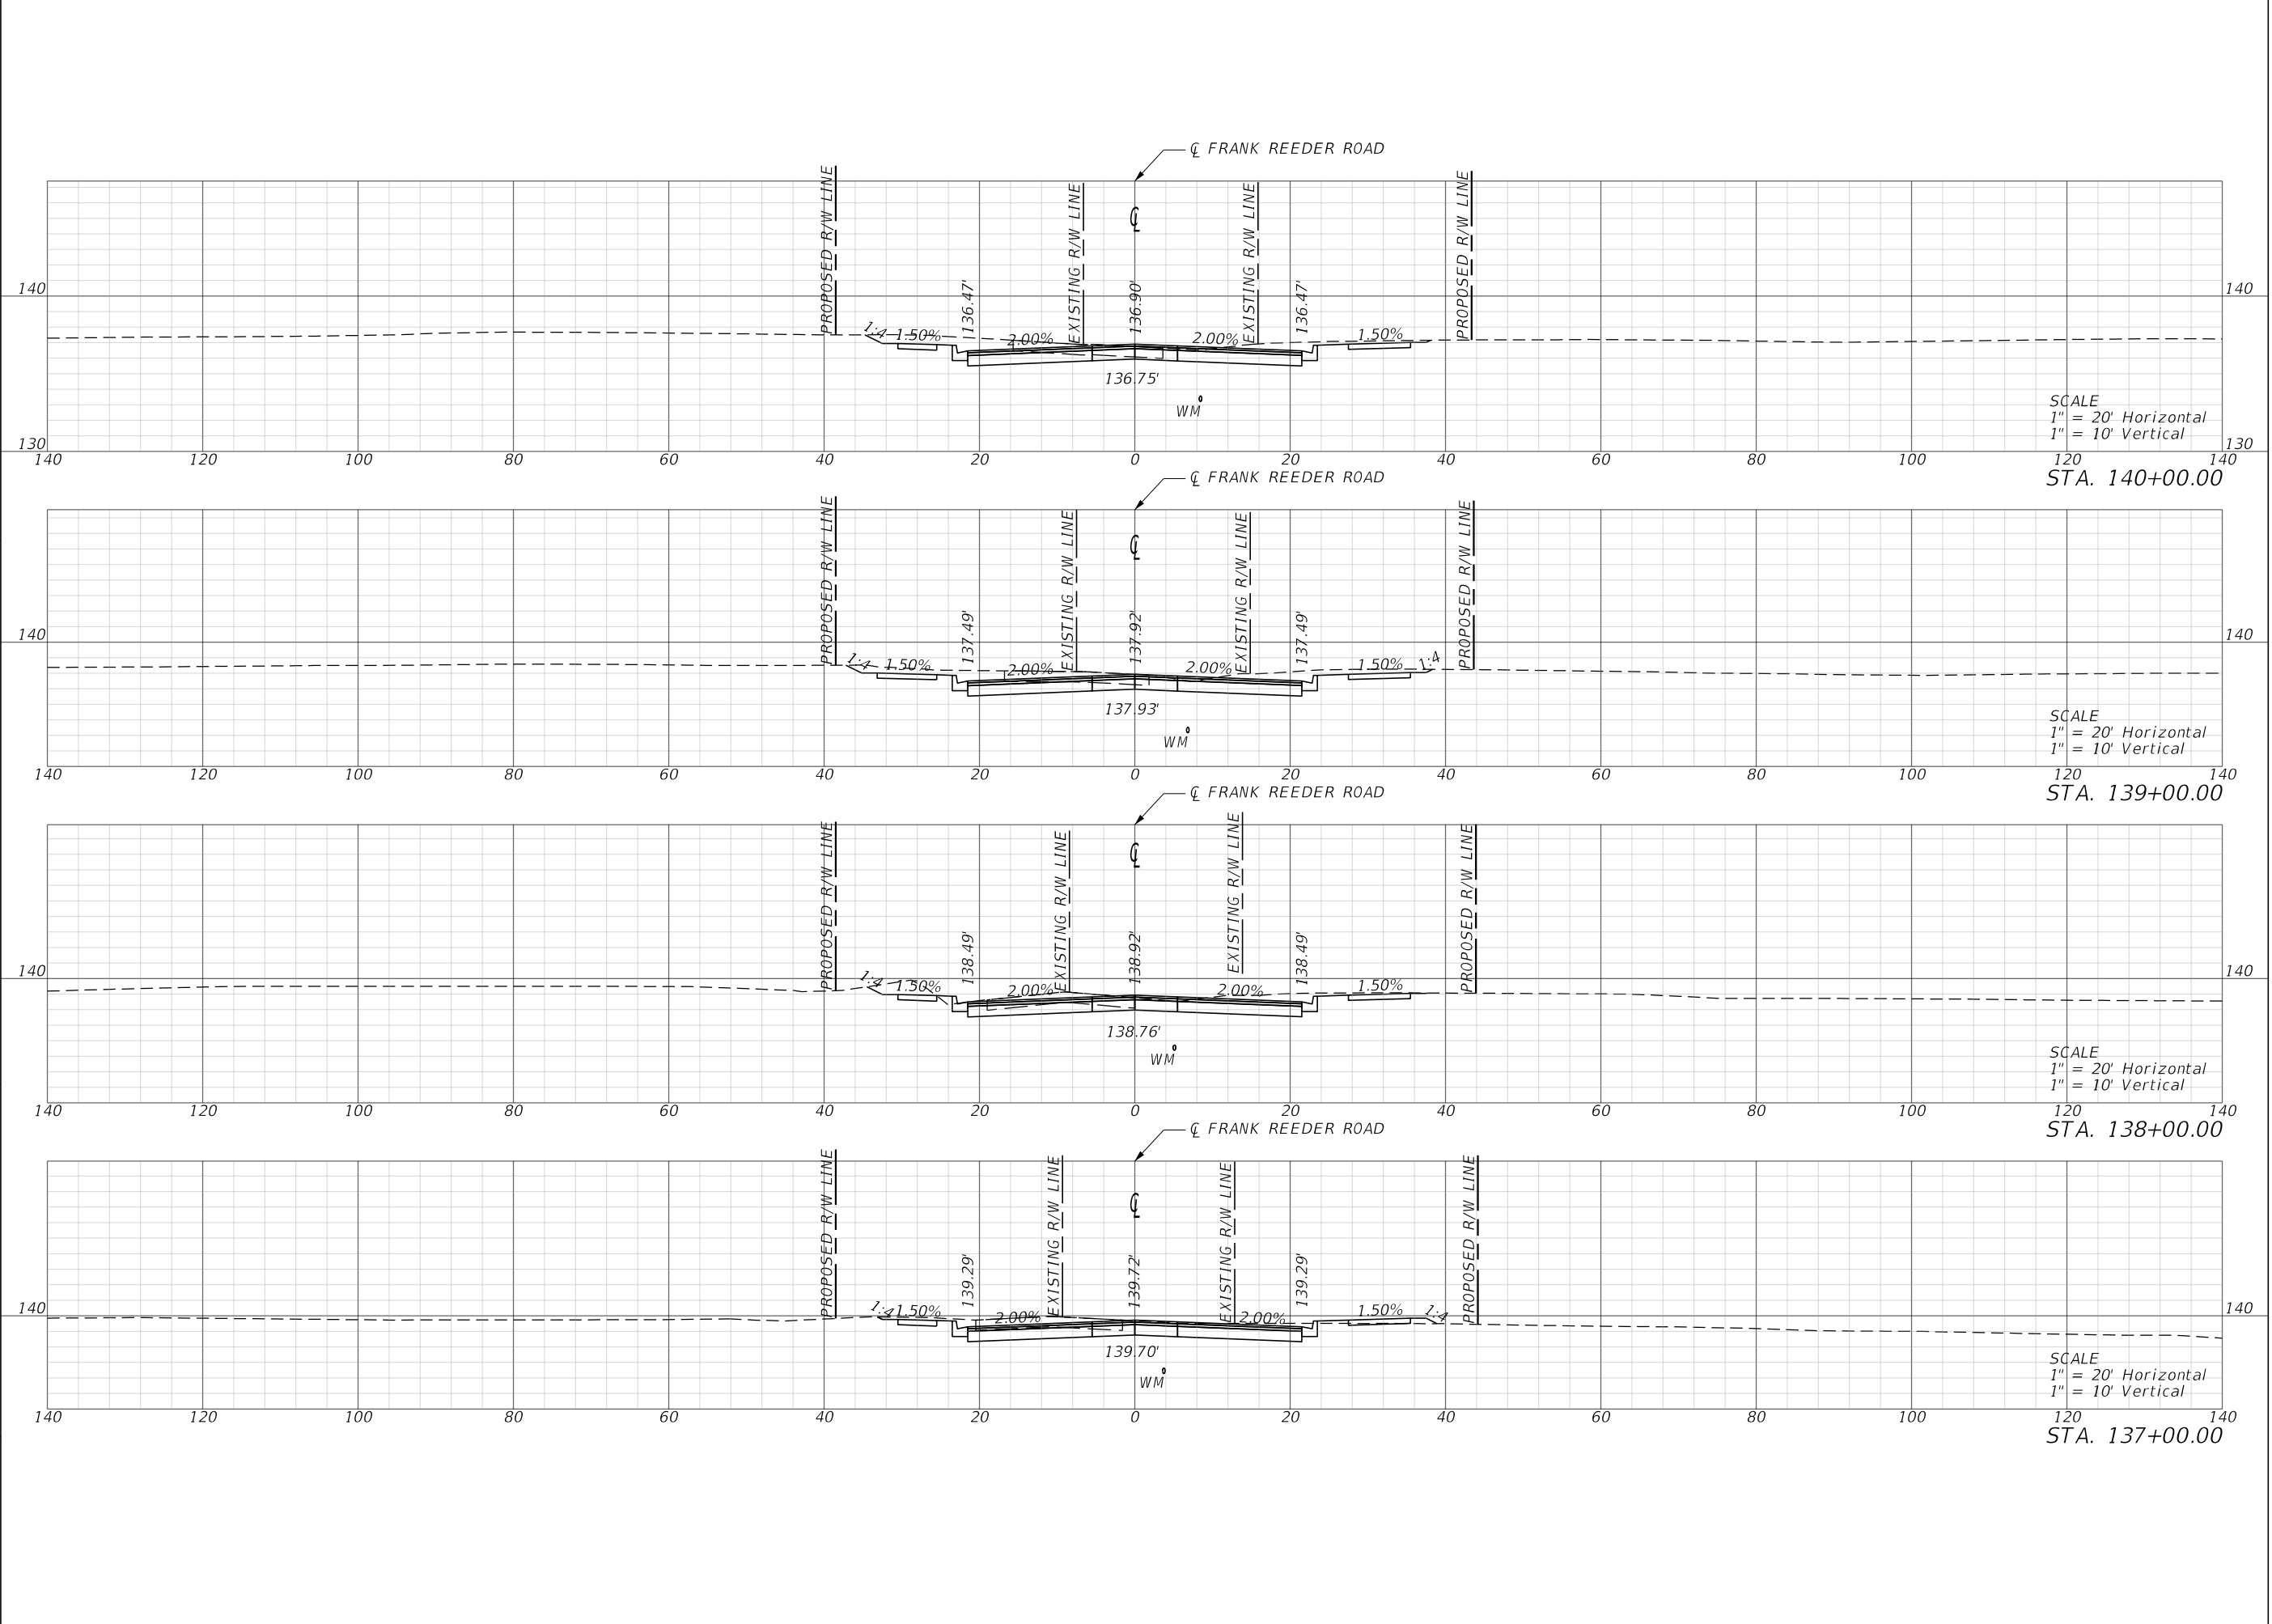 ℄ FRANK REEDER ROAD
PROPOSED R/W LINE
EXISTING R/W LINE
℄
EXISTING R/W LINE
PROPOSED R/W LINE
136.47'
136.90'
136.47'
140
140
1:4
1.50%
2.00%
2.00%
1.50%
136.75'
WM
SCALE
1" = 20' Horizontal
1" = 10' Vertical
130
130
140 120 100 80 60 40 20 0 20 40 60 80 100 120 140
STA. 140+00.00
℄ FRANK REEDER ROAD
PROPOSED R/W LINE
EXISTING R/W LINE
℄
EXISTING R/W LINE
PROPOSED R/W LINE
137.49'
137.92'
137.49'
140
140
1:4
1.50%
2.00%
2.00%
1.50%
1:4
137.93'
WM
SCALE
1" = 20' Horizontal
1" = 10' Vertical
140 120 100 80 60 40 20 0 20 40 60 80 100 120 140
STA. 139+00.00
℄ FRANK REEDER ROAD
PROPOSED R/W LINE
EXISTING R/W LINE
℄
EXISTING R/W LINE
PROPOSED R/W LINE
138.49'
138.92'
138.49'
140
140
1:4
1.50%
2.00%
2.00%
1.50%
138.76'
WM
SCALE
1" = 20' Horizontal
1" = 10' Vertical
140 120 100 80 60 40 20 0 20 40 60 80 100 120 140
STA. 138+00.00
℄ FRANK REEDER ROAD
PROPOSED R/W LINE
EXISTING R/W LINE
℄
EXISTING R/W LINE
PROPOSED R/W LINE
139.29'
139.72'
139.29'
140
140
1:4
1.50%
2.00%
2.00%
1.50%
1:4
139.70'
WM
SCALE
1" = 20' Horizontal
1" = 10' Vertical
140 120 100 80 60 40 20 0 20 40 60 80 100 120 140
STA. 137+00.00